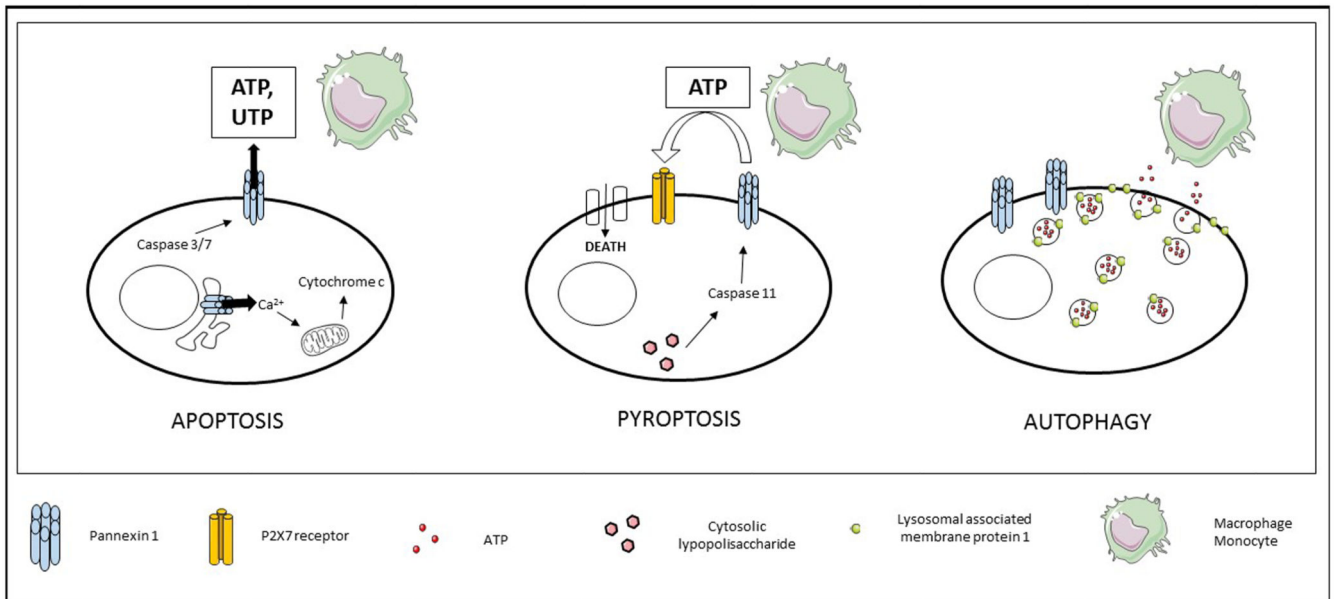 ATP,
UTP
Caspase 3/7
Cytochrome c
Ca²⁺
APOPTOSIS
ATP
DEATH
Caspase 11
PYROPTOSIS
AUTOPHAGY
Pannexin 1
P2X7 receptor
ATP
Cytosolic
lypopolisaccharide
Lysosomal associated
membrane protein 1
Macrophage
Monocyte